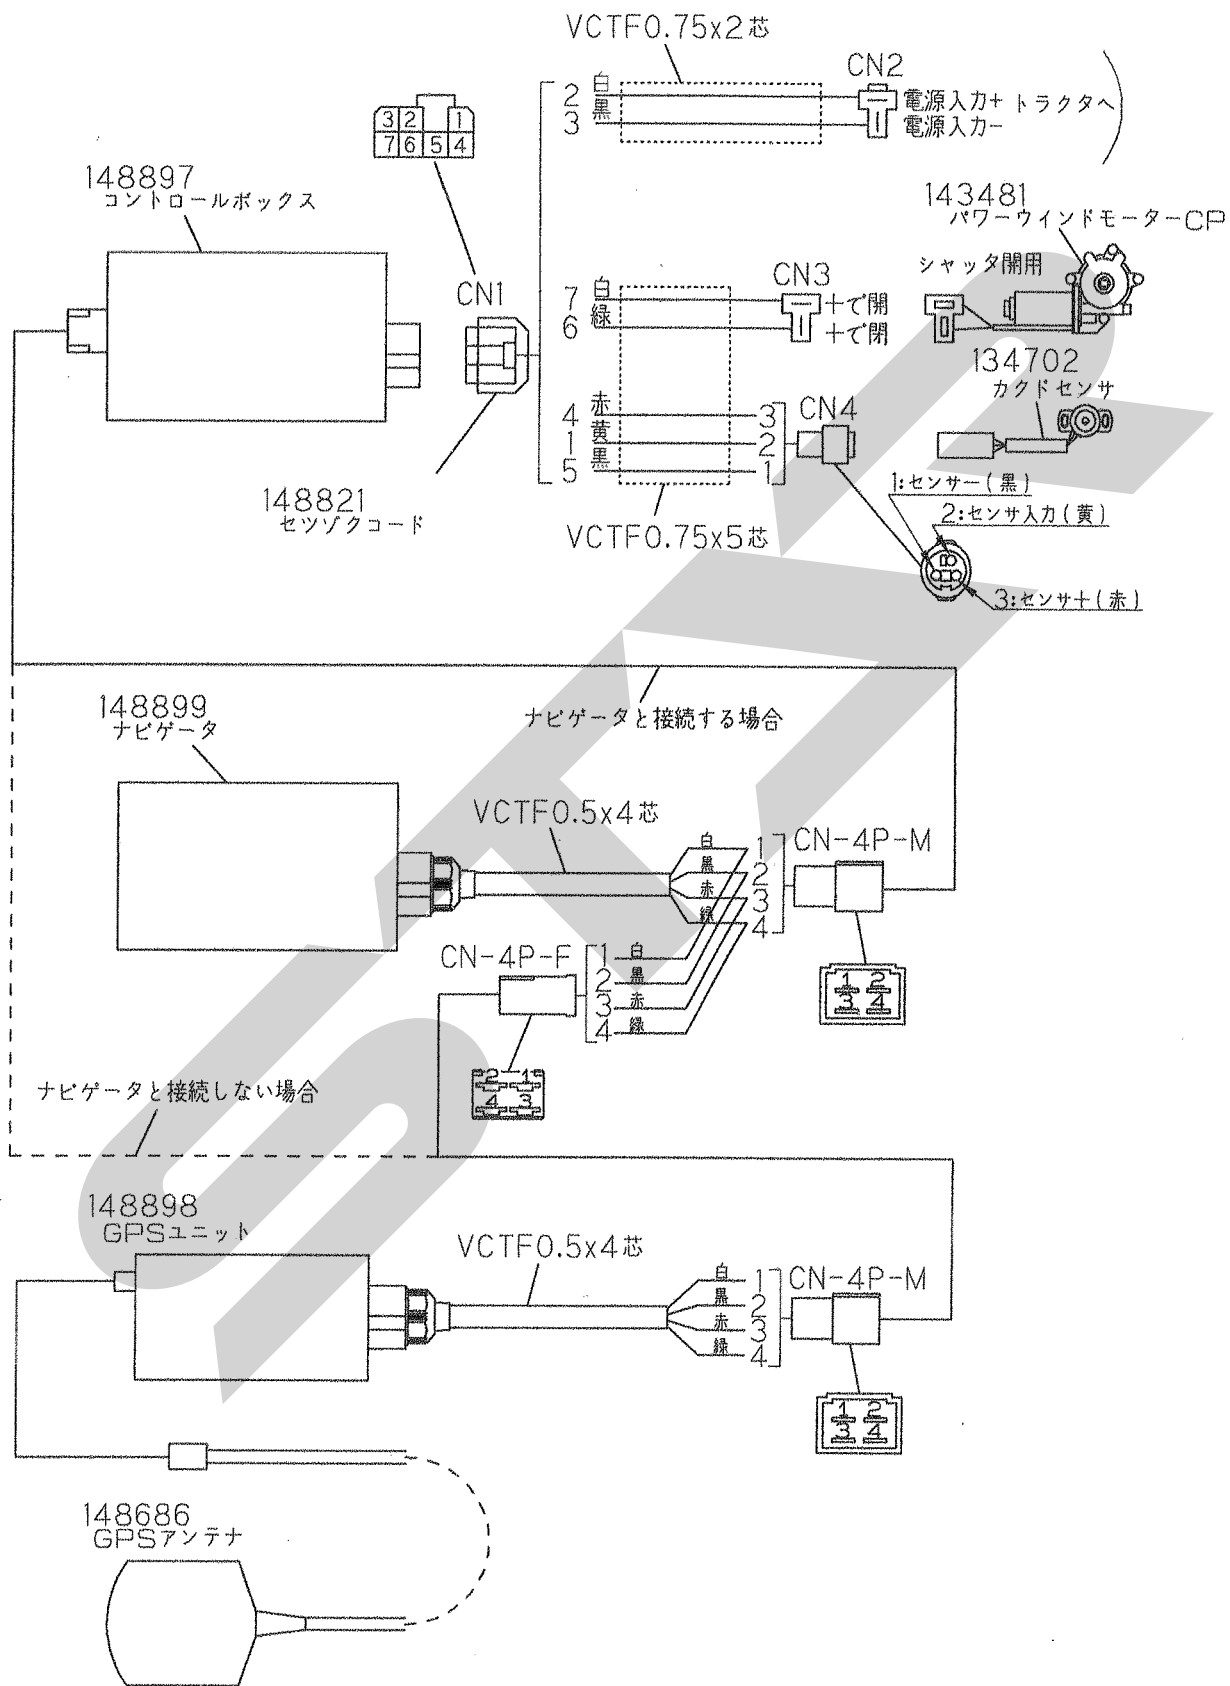 VCTF0.75x2芯
CN2
2 白
3 黒
電源入力+ トラクタへ
電源入力-
3 2 1
7 6 5 4
148897
コントロールボックス
143481
パワーウインドモーターCP
シャッタ開用
CN1
CN3
7 白
6 緑
+で開
+で閉
134702
カクドセンサ
4 赤 3
1 黄 2
5 黒 1
CN4
148821
セツゾクコード
VCTF0.75x5芯
1:センサー(黒)
2:センサ入力(黄)
3:センサ+(赤)
ナビゲータと接続する場合
148899
ナビゲータ
VCTF0.5x4芯
白 1
黒 2
赤 3
緑 4
CN-4P-M
CN-4P-F
1 白
2 黒
3 赤
4 緑
1 2
3 4
2 1
4 3
ナビゲータと接続しない場合
148898
GPSユニット
VCTF0.5x4芯
白 1
黒 2
赤 3
緑 4
CN-4P-M
1 2
3 4
148686
GPSアンテナ
STAR